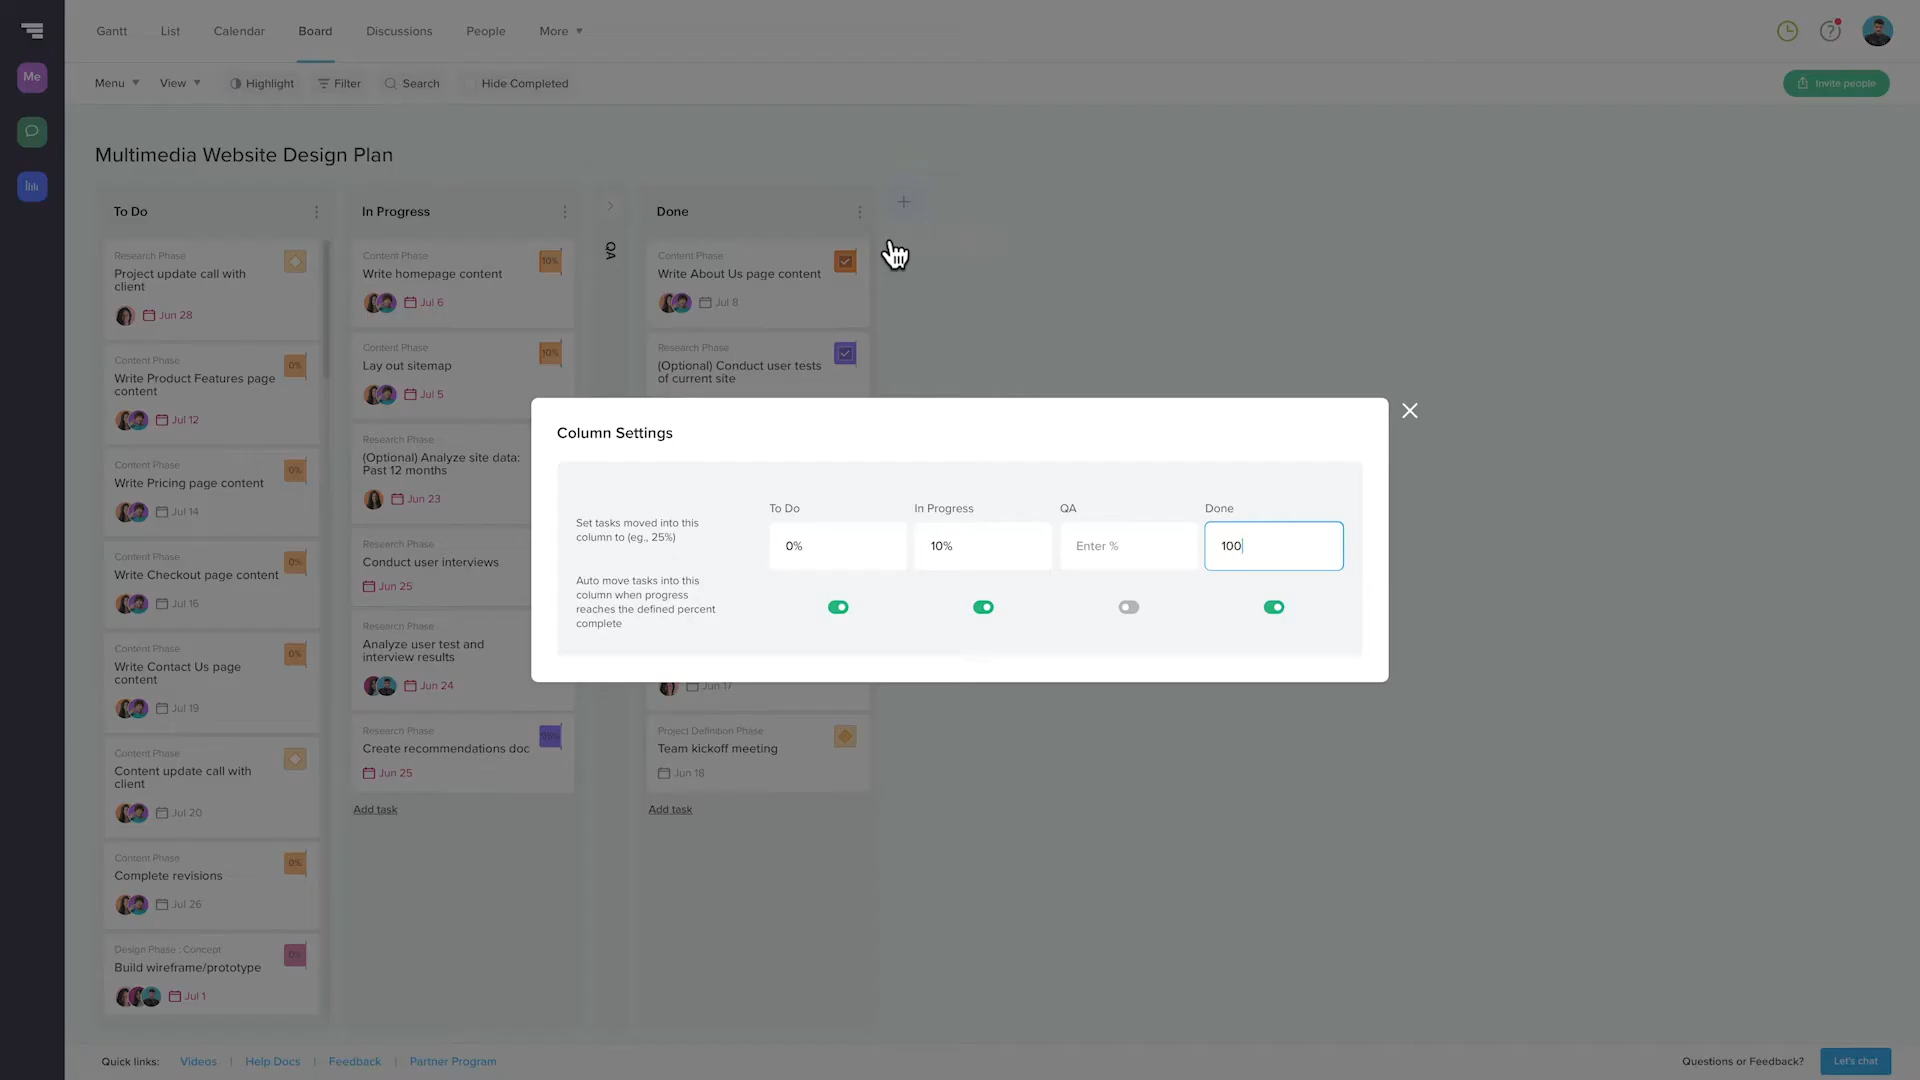 Gantt
List
Calendar
Board
Discussions
People
More
Me
Menu
View
Highlight
Filter
Search
Hide Completed
Invite people
Multimedia Website Design Plan
To Do
Research Phase
Project update call with
client
Jun 28
Content Phase
0%
Write Product Features page
content
Jul 12
Content Phase
0%
Write Pricing page content
Jul 14
Content Phase
0%
Write Checkout page content
Jul 16
Content Phase
0%
Write Contact Us page
content
Jul 19
Content Phase
Content update call with
client
Jul 20
Content Phase
0%
Complete revisions
Jul 26
Design Phase : Concept
0%
Build wireframe/prototype
Jul 1
In Progress
Content Phase
10%
Write homepage content
Jul 6
Content Phase
10%
Lay out sitemap
Jul 5
Research Phase
(Optional) Analyze site data:
Past 12 months
Jun 23
Research Phase
Conduct user interviews
Jun 25
Research Phase
Analyze user test and
interview results
Jun 24
Research Phase
Create recommendations doc
Jun 25
Add task
QA
Done
Content Phase
Write About Us page content
Jul 8
Research Phase
(Optional) Conduct user tests
of current site
Jun 17
Project Definition Phase
Team kickoff meeting
Jun 18
Add task
Column Settings
To Do
In Progress
QA
Done
Set tasks moved into this
column to (eg., 25%)
0%
10%
Enter %
100
Auto move tasks into this
column when progress
reaches the defined percent
complete
Quick links:
Videos
Help Docs
Feedback
Partner Program
Questions or Feedback?
Let's chat